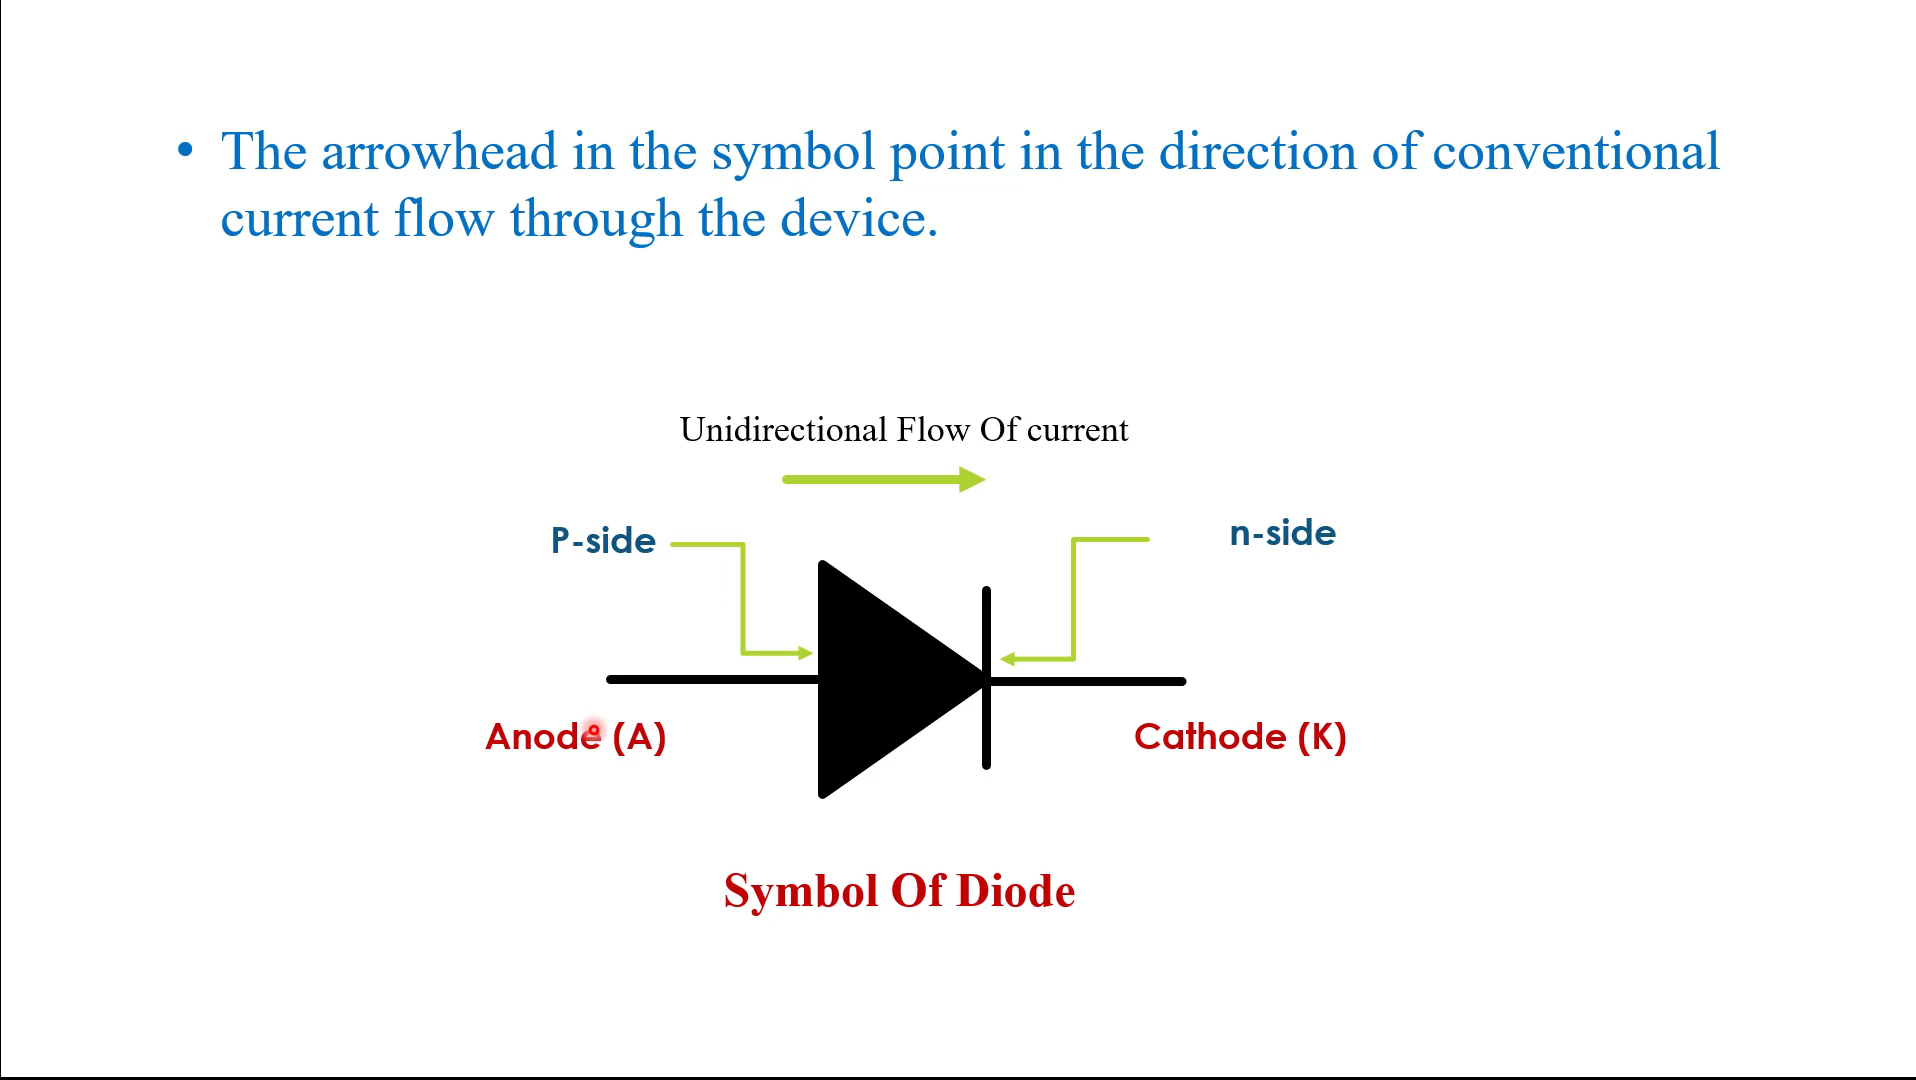 • The arrowhead in the symbol point in the direction of conventional
current flow through the device.
Unidirectional Flow Of current
P-side
n-side
Anode (A)
Cathode (K)
Symbol Of Diode